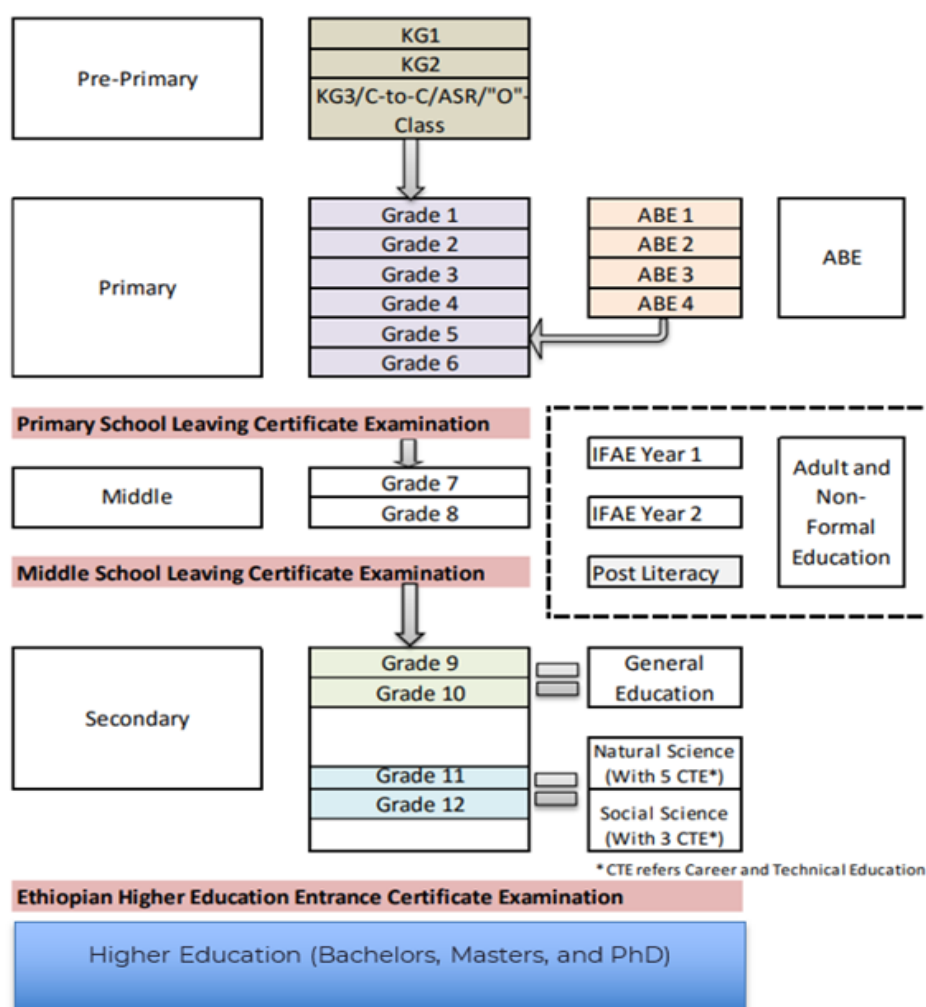 Pre-Primary
KG1
KG2
KG3/C-to-C/ASR/"O"-
Class
Primary
Grade 1
Grade 2
Grade 3
Grade 4
Grade 5
Grade 6
ABE 1
ABE 2
ABE 3
ABE 4
ABE
Primary School Leaving Certificate Examination
Middle
Grade 7
Grade 8
IFAE Year 1
IFAE Year 2
Post Literacy
Adult and
Non-
Formal
Education
Middle School Leaving Certificate Examination
Secondary
Grade 9
Grade 10
General
Education
Grade 11
Grade 12
Natural Science
(With 5 CTE*)
Social Science
(With 3 CTE*)
*CTE refers Career and Technical Education
Ethiopian Higher Education Entrance Certificate Examination
Higher Education (Bachelors, Masters, and PhD)